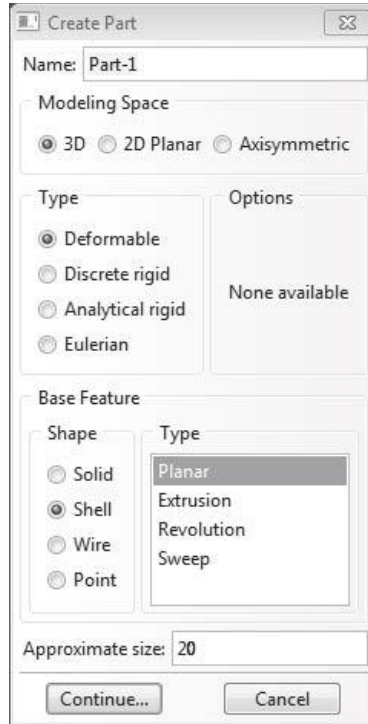 Create Part
Name: Part-1
Modeling Space
3D 2D Planar Axisymmetric
Type
Deformable
Discrete rigid
Analytical rigid
Eulerian
Options
None available
Base Feature
Shape
Solid
Shell
Wire
Point
Type
Planar
Extrusion
Revolution
Sweep
Approximate size: 20
Continue... Cancel